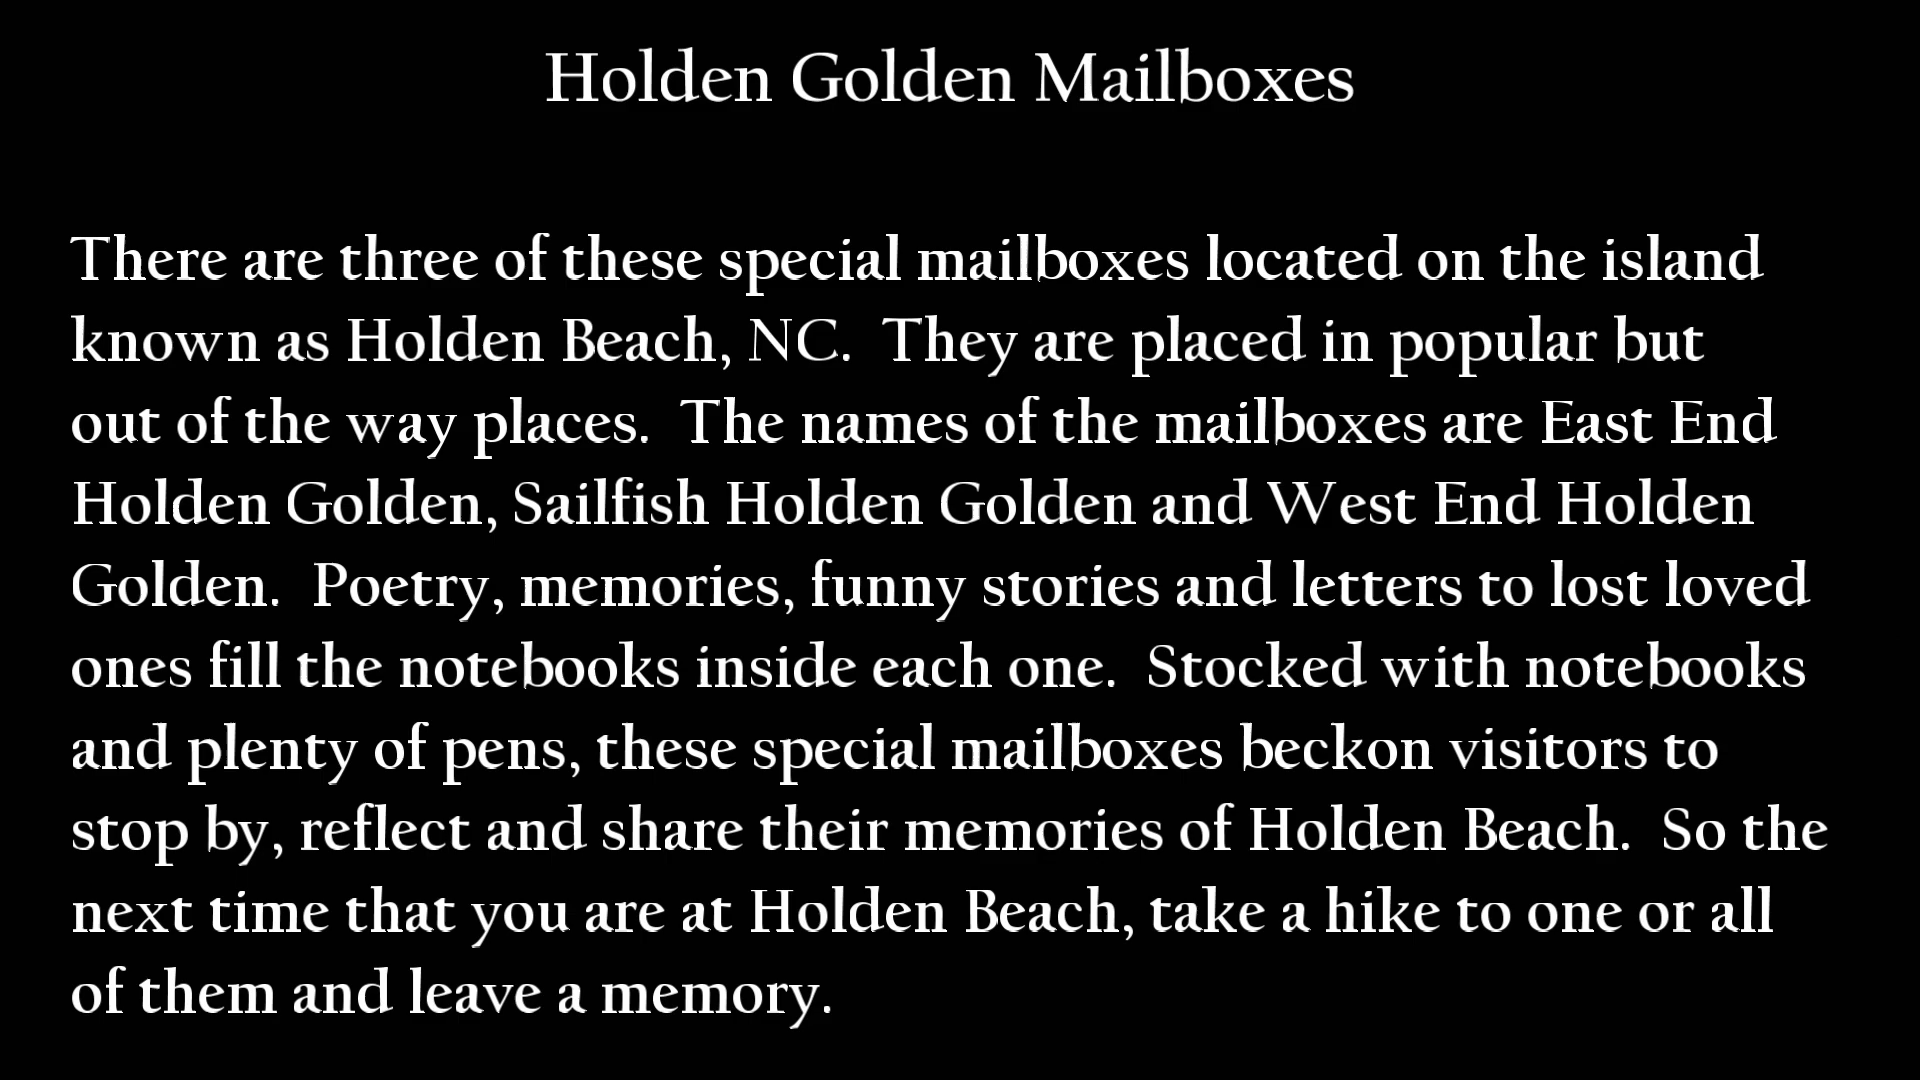 Holden Golden Mailboxes
There are three of these special mailboxes located on the island
known as Holden Beach, NC.  They are placed in popular but
out of the way places.  The names of the mailboxes are East End
Holden Golden, Sailfish Holden Golden and West End Holden
Golden.  Poetry, memories, funny stories and letters to lost loved
ones fill the notebooks inside each one.  Stocked with notebooks
and plenty of pens, these special mailboxes beckon visitors to
stop by, reflect and share their memories of Holden Beach.  So the
next time that you are at Holden Beach, take a hike to one or all
of them and leave a memory.